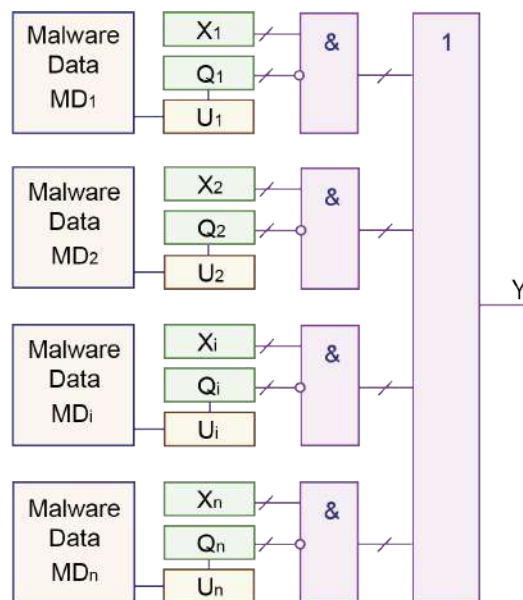 Malware
Data
MD₁
X₁
Q₁
U₁
&
1
Malware
Data
MD₂
X₂
Q₂
U₂
&
Y
Malware
Data
MDᵢ
Xᵢ
Qᵢ
Uᵢ
&
Malware
Data
MDₙ
Xₙ
Qₙ
Uₙ
&